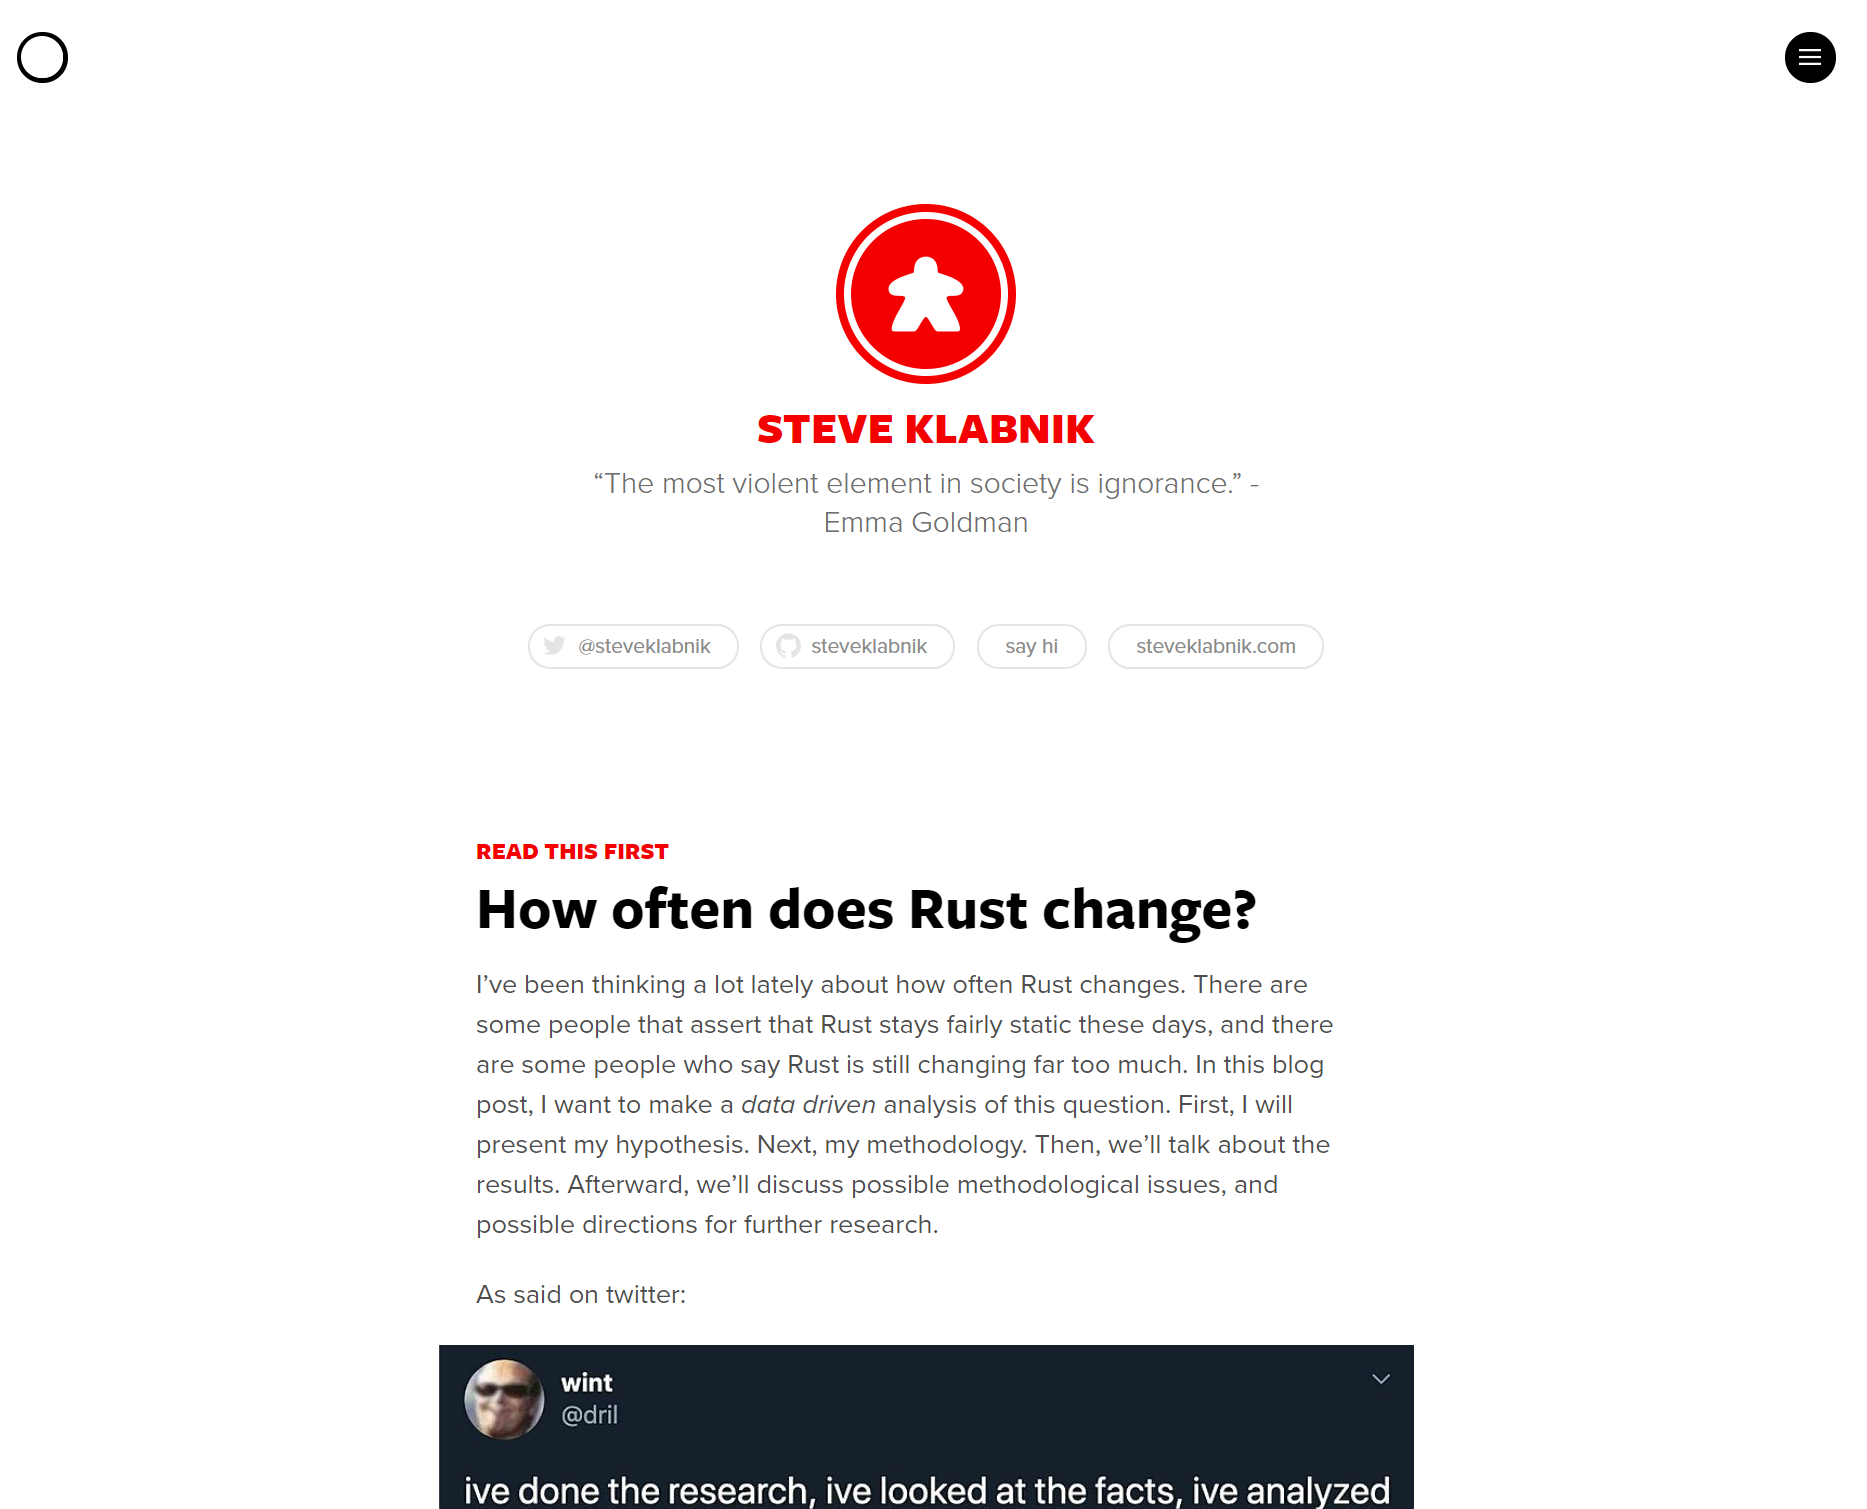 STEVE KLABNIK
“The most violent element in society is ignorance.” -
Emma Goldman
@steveklabnik
steveklabnik
say hi
steveklabnik.com
READ THIS FIRST
How often does Rust change?
I’ve been thinking a lot lately about how often Rust changes. There are
some people that assert that Rust stays fairly static these days, and there
are some people who say Rust is still changing far too much. In this blog
post, I want to make a data driven analysis of this question. First, I will
present my hypothesis. Next, my methodology. Then, we’ll talk about the
results. Afterward, we’ll discuss possible methodological issues, and
possible directions for further research.
As said on twitter:
wint
@dril
ive done the research, ive looked at the facts, ive analyzed